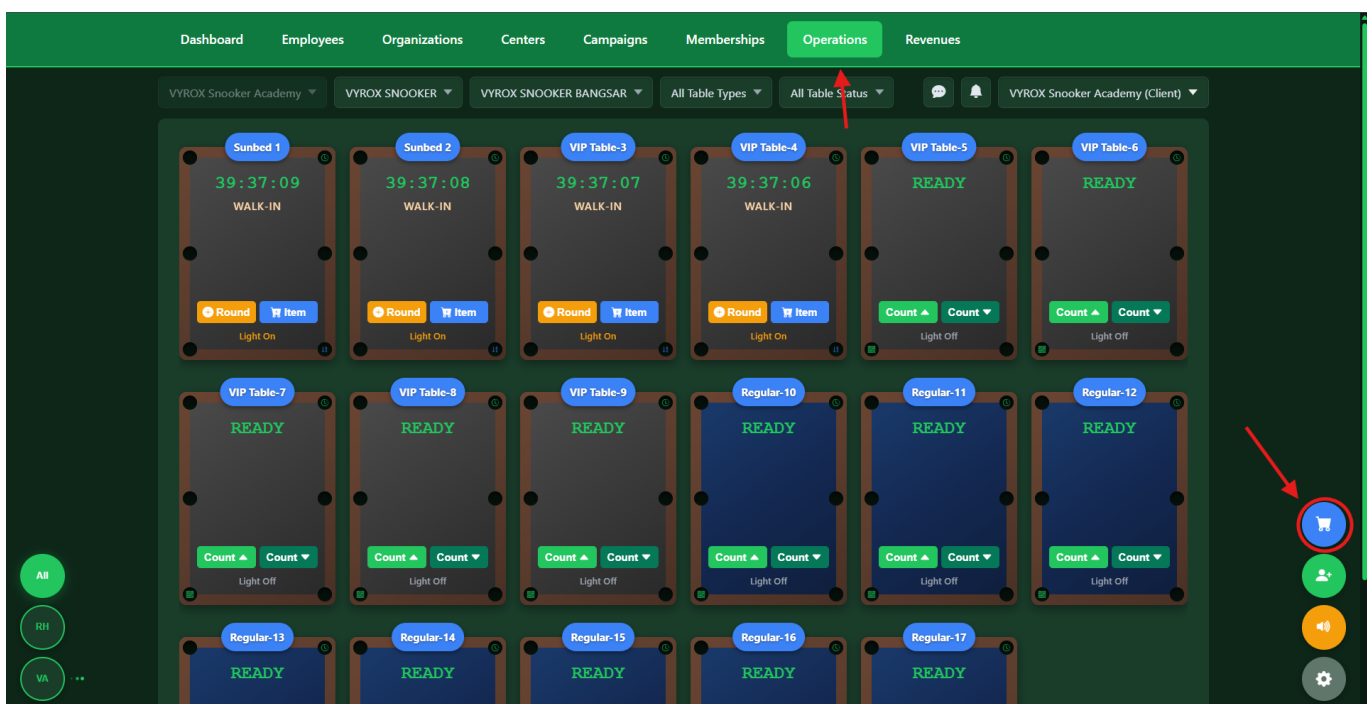 Dashboard Employees Organizations Centers Campaigns Memberships Operations Revenues
VYROX Snooker Academy VYROX SNOOKER VYROX SNOOKER BANGSAR All Table Types All Table Status VYROX Snooker Academy (Client)
Sunbed 1 Sunbed 2 VIP Table-3 VIP Table-4 VIP Table-5 VIP Table-6
39:37:09 39:37:08 39:37:07 39:37:06 READY READY
WALK-IN WALK-IN WALK-IN WALK-IN
Round Item Round Item Round Item Round Item Count Count Count Count
Light On Light On Light On Light On Light Off Light Off
VIP Table-7 VIP Table-8 VIP Table-9 Regular-10 Regular-11 Regular-12
READY READY READY READY READY READY
Count Count Count Count Count Count Count Count Count Count Count Count
Light Off Light Off Light Off Light Off Light Off Light Off
All
RH
VA
Regular-13 Regular-14 Regular-15 Regular-16 Regular-17
READY READY READY READY READY